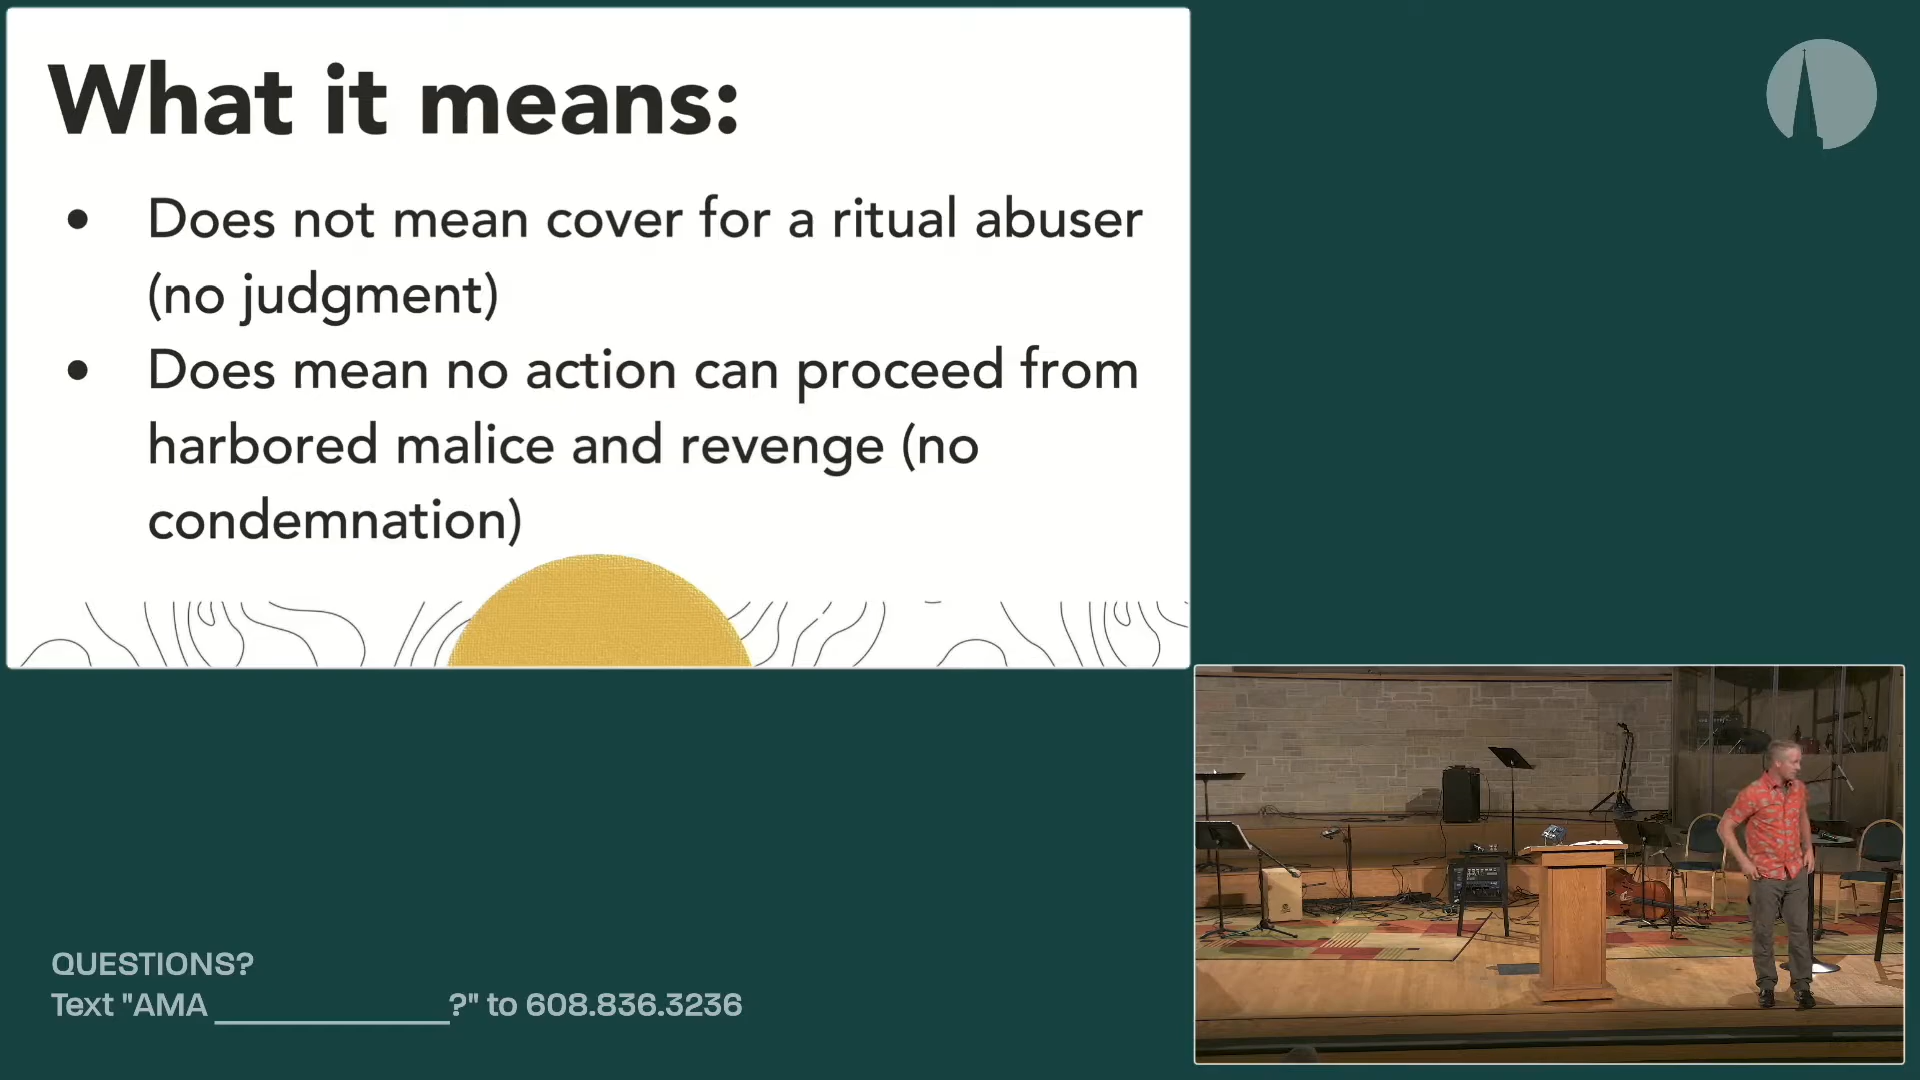 What it means:
• Does not mean cover for a ritual abuser
(no judgment)
• Does mean no action can proceed from
harbored malice and revenge (no
condemnation)
QUESTIONS?
Text "AMA _______________?" to 608.836.3236